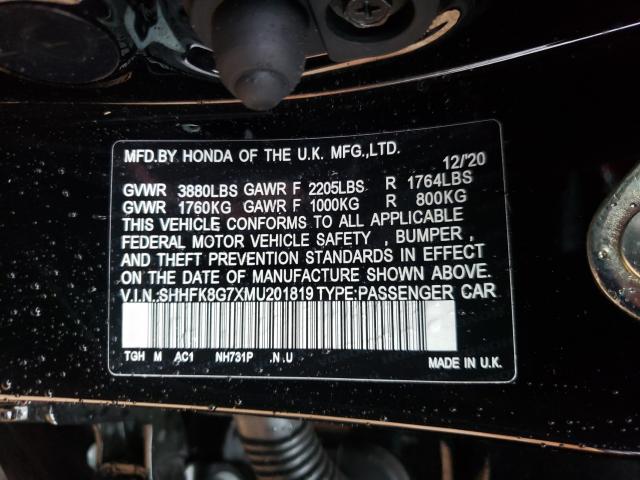 MFD.BY HONDA OF THE U.K. MFG.,LTD.
12/'20
GVWR 3880LBS GAWR F 2205LBS R 1764LBS
GVWR 1760KG GAWR F 1000KG R 800KG
THIS VEHICLE CONFORMS TO ALL APPLICABLE
FEDERAL MOTOR VEHICLE SAFETY , BUMPER ,
AND THEFT PREVENTION STANDARDS IN EFFECT
ON THE DATE OF MANUFACTURE SHOWN ABOVE.
V.I.N.:SHHFK8G7XMU201819 TYPE:PASSENGER CAR
TGH M AC1 NH731P .N.U
MADE IN U.K.